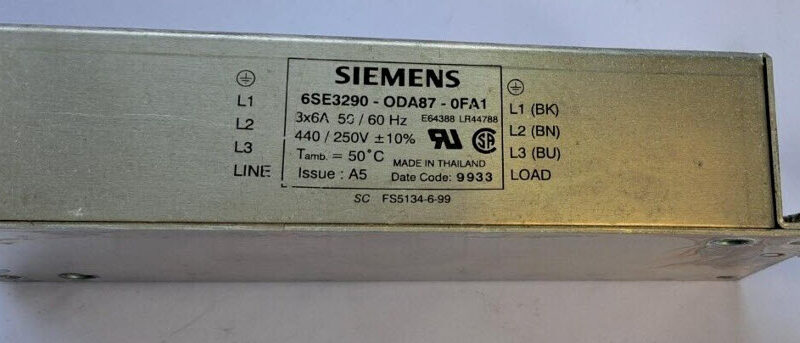 SIEMENS
6SE3290 - ODA87 - 0FA1
3x6A 50 / 60 Hz E64388 LR44788
440 / 250V ±10%
Tamb. = 50°C MADE IN THAILAND
Issue : A5 Date Code: 9933
SC FS5134-6-99
L1
L2
L3
LINE
L1 (BK)
L2 (BN)
L3 (BU)
LOAD